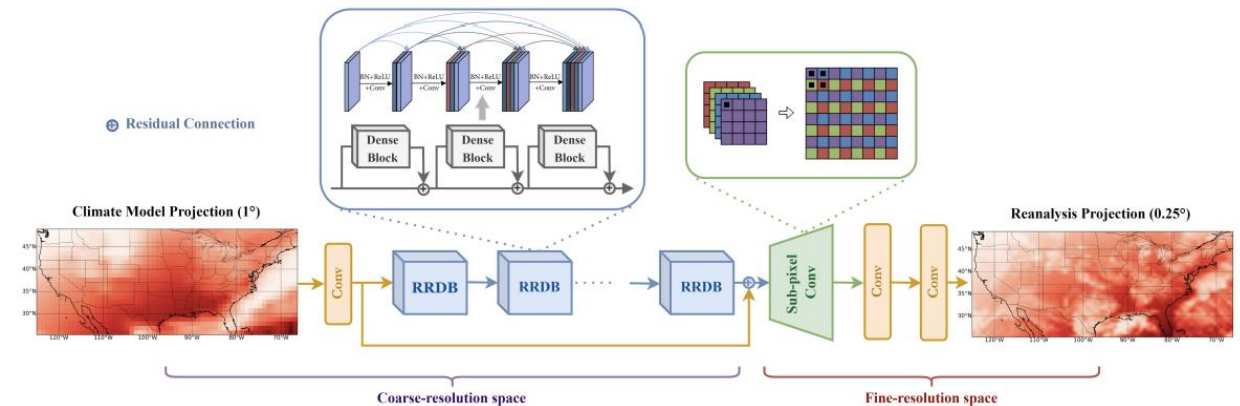 BN+ReLU
+Conv
BN+ReLU
+Conv
BN+ReLU
+Conv
BN+ReLU
+Conv
⊕ Residual Connection
Dense
Block
Dense
Block
Dense
Block
Climate Model Projection (1°)
45°N
40°N
35°N
30°N
120°W 110°W 100°W 90°W 80°W 70°W
Conv
RRDB
RRDB
RRDB
Sub-pixel
Conv
Conv
Conv
Reanalysis Projection (0.25°)
45°N
40°N
35°N
30°N
120°W 110°W 100°W 90°W 80°W 70°W
Coarse-resolution space
Fine-resolution space